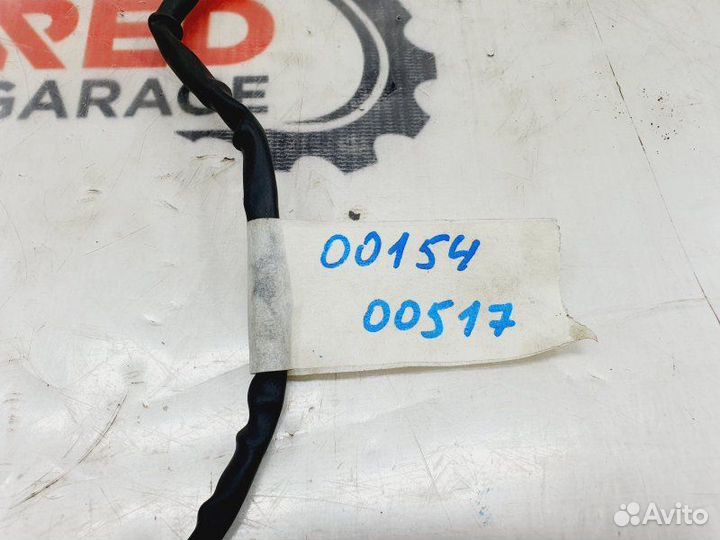 RED
GARAGE
00154
00517
Avito